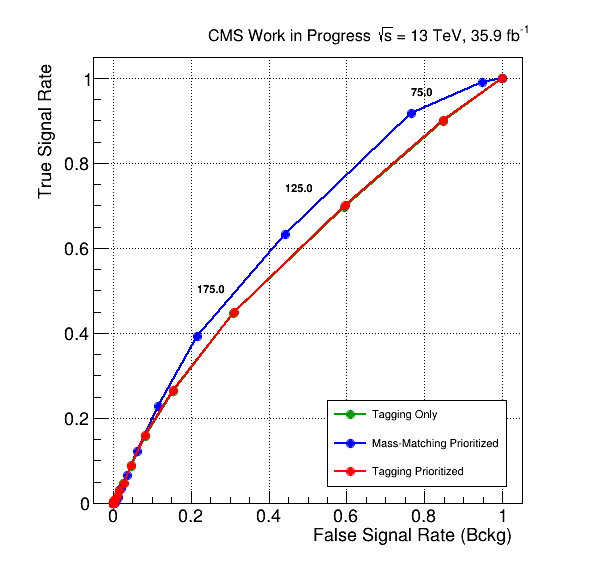 CMS Work in Progress √s = 13 TeV, 35.9 fb⁻¹
True Signal Rate
1
0.8
0.6
0.4
0.2
0
75.0
125.0
175.0
Tagging Only
Mass-Matching Prioritized
Tagging Prioritized
0 0.2 0.4 0.6 0.8 1
False Signal Rate (Bckg)